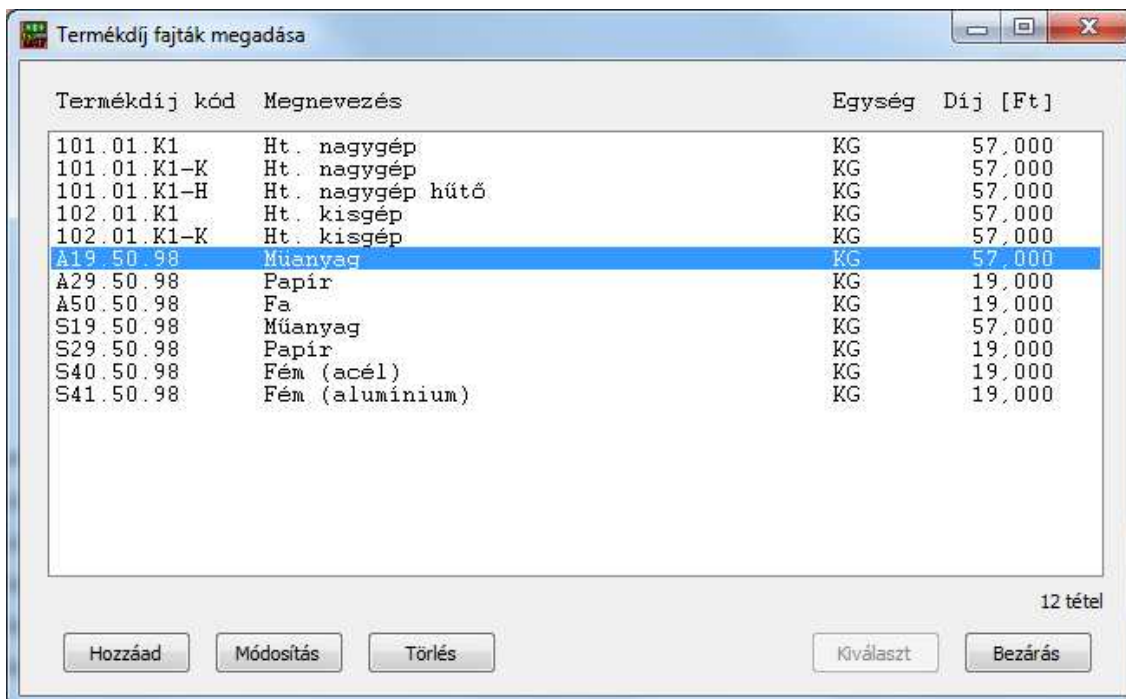 Termékdíj fajták megadása
Termékdíj kód Megnevezés Egység Díj [Ft]
101.01.K1 Ht. nagygép KG 57,000
101.01.K1-K Ht. nagygép KG 57,000
101.01.K1-H Ht. nagygép hűtő KG 57,000
102.01.K1 Ht. kisgép KG 57,000
102.01.K1-K Ht. kisgép KG 57,000
A19.50.98 Műanyag KG 57,000
A29.50.98 Papír KG 19,000
A50.50.98 Fa KG 19,000
S19.50.98 Műanyag KG 57,000
S29.50.98 Papír KG 19,000
S40.50.98 Fém (acél) KG 19,000
S41.50.98 Fém (alumínium) KG 19,000
12 tétel
Hozzáad Módosítás Törlés Kiválaszt Bezárás